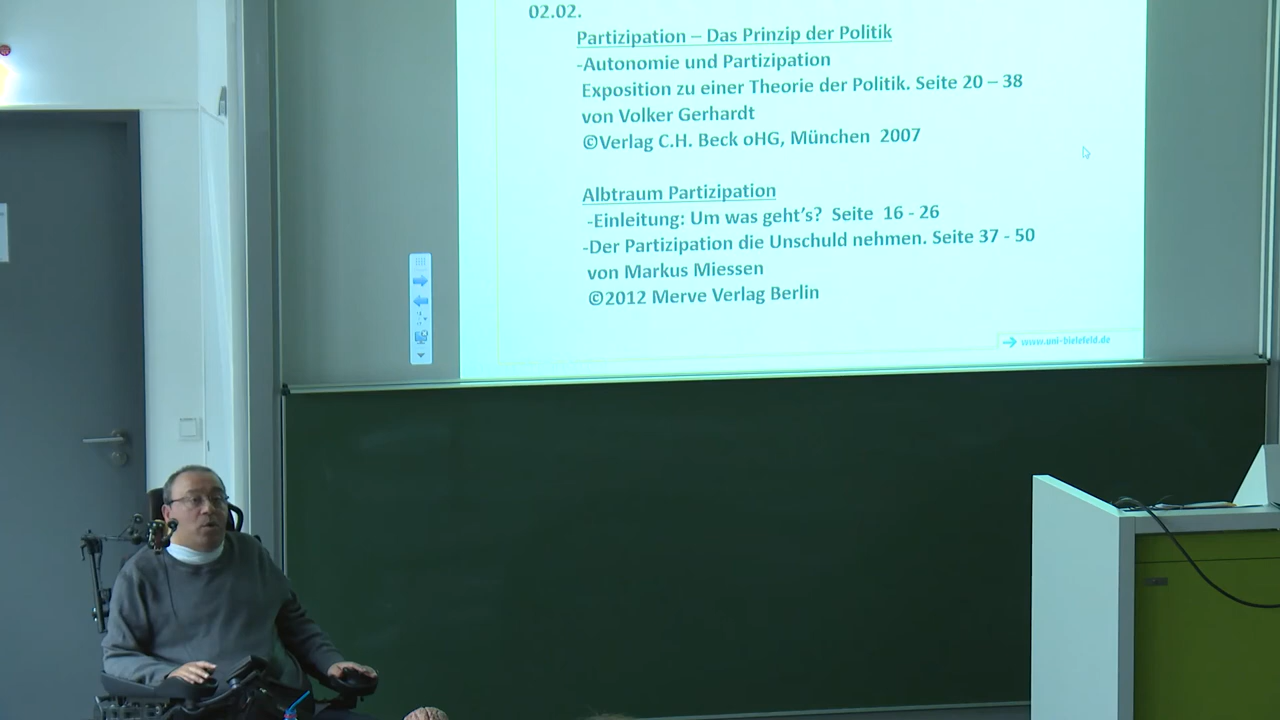 02.02.
Partizipation – Das Prinzip der Politik
-Autonomie und Partizipation
Exposition zu einer Theorie der Politik. Seite 20 – 38
von Volker Gerhardt
©Verlag C.H. Beck oHG, München 2007
Albtraum Partizipation
-Einleitung: Um was geht's? Seite 16 - 26
-Der Partizipation die Unschuld nehmen. Seite 37 - 50
von Markus Miessen
©2012 Merve Verlag Berlin
www.uni-bielefeld.de